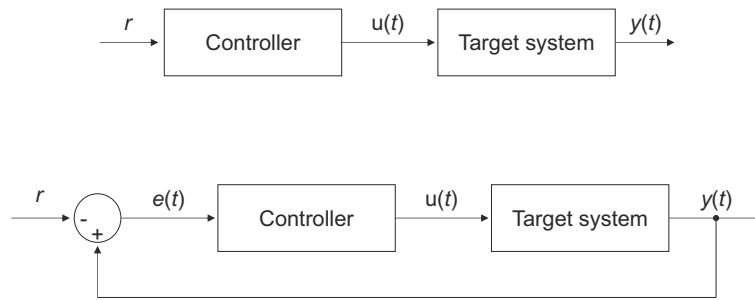 r Controller u(t) Target system y(t)
r - + e(t) Controller u(t) Target system y(t)